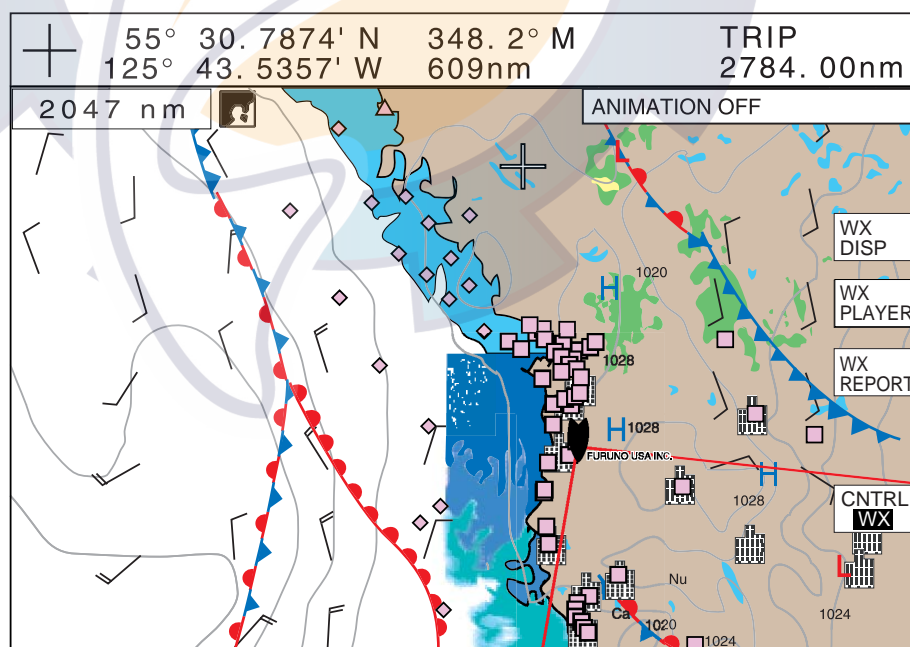 55° 30. 7874' N 348. 2° M TRIP
125° 43. 5357' W 609nm 2784. 00nm
2047 nm
ANIMATION OFF
L
WX
DISP
1020
H
WX
PLAYER
1028
WX
REPORT
H 1028
FURUNO USA INC.
H
1028
CNTRL
WX
L
Nu
Ca
1020
1024
1024